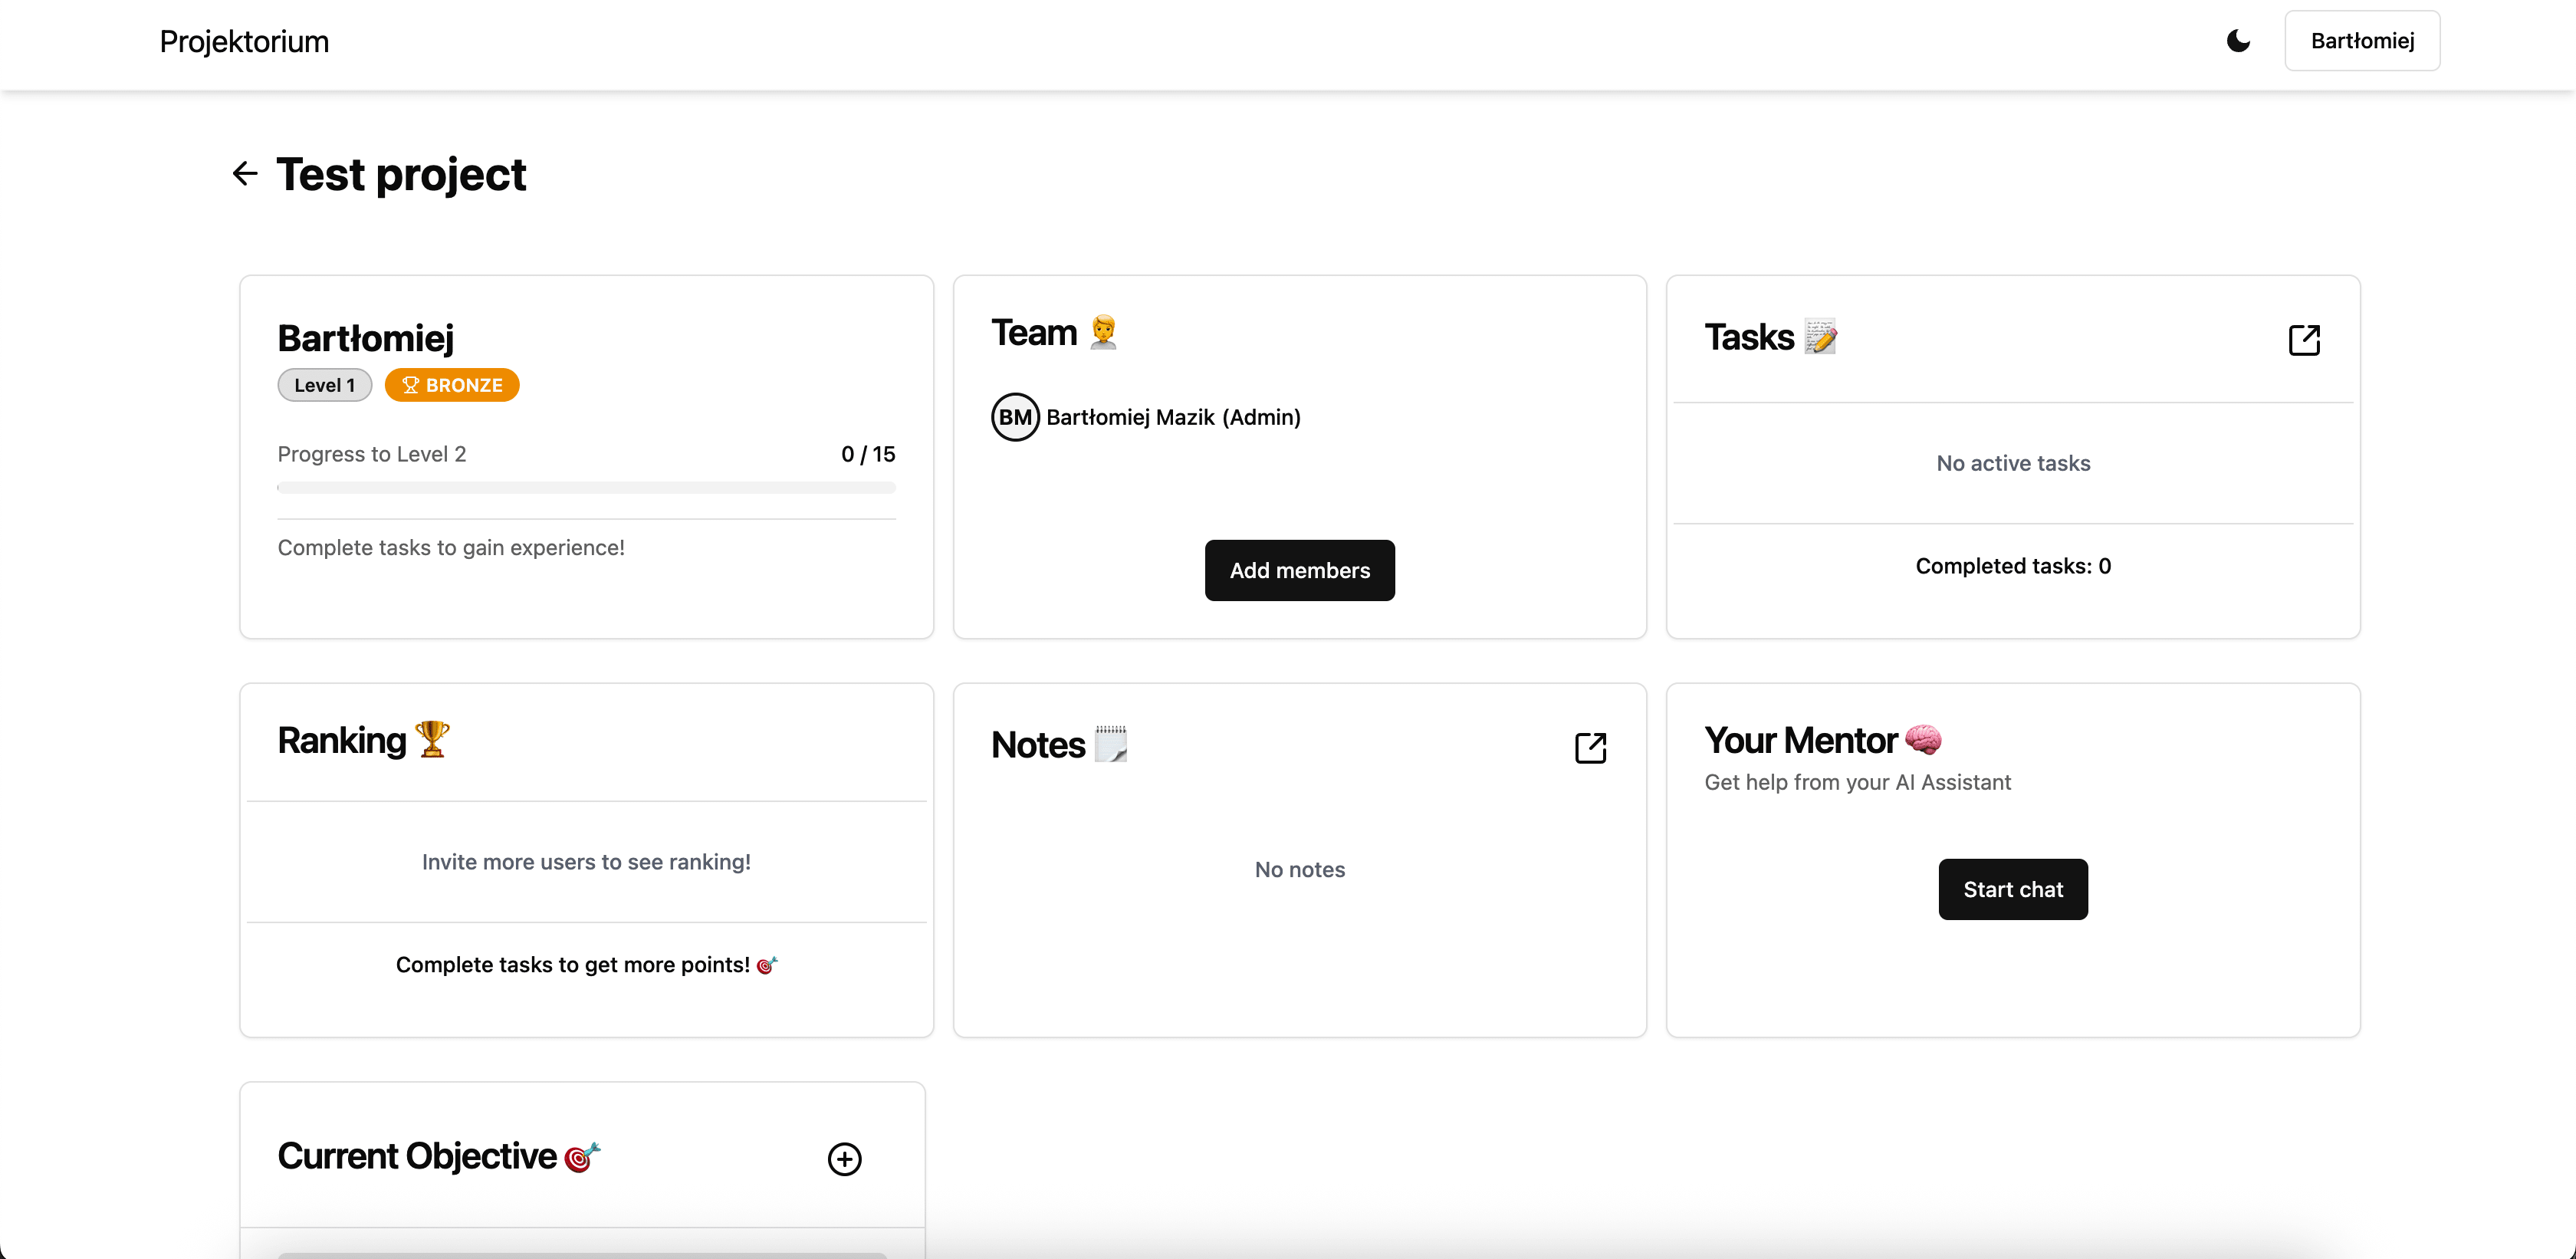 Projektorium
Bartłomiej
Test project
Bartłomiej
Level 1
BRONZE
Progress to Level 2
0 / 15
Complete tasks to gain experience!
Team
BM
Bartłomiej Mazik (Admin)
Add members
Tasks
No active tasks
Completed tasks: 0
Ranking
Invite more users to see ranking!
Complete tasks to get more points!
Notes
No notes
Your Mentor
Get help from your AI Assistant
Start chat
Current Objective